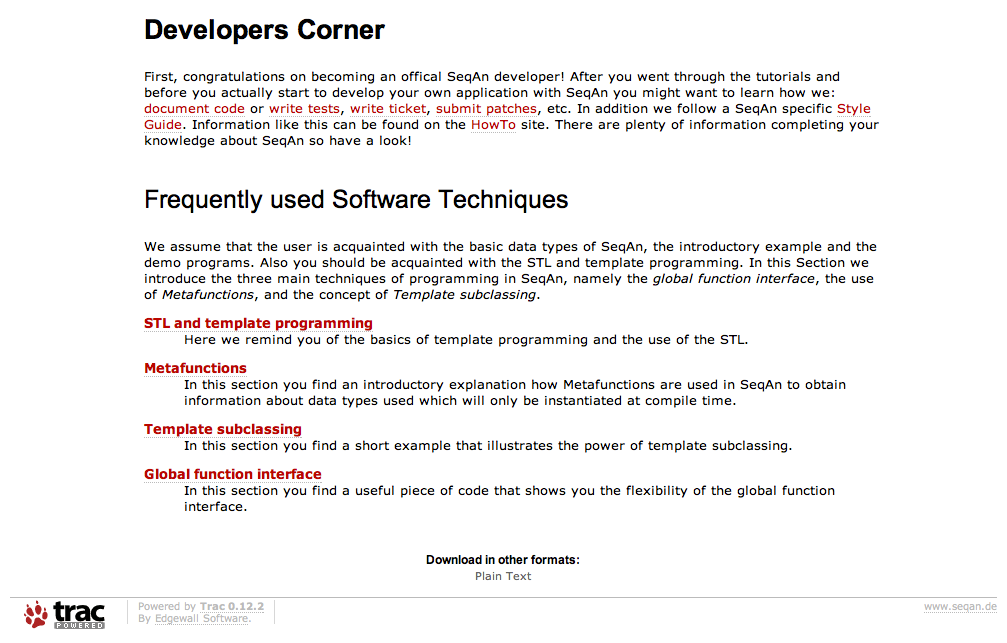 Developers Corner
First, congratulations on becoming an offical SeqAn developer! After you went through the tutorials and
before you actually start to develop your own application with SeqAn you might want to learn how we:
document code or write tests, write ticket, submit patches, etc. In addition we follow a SeqAn specific Style
Guide. Information like this can be found on the HowTo site. There are plenty of information completing your
knowledge about SeqAn so have a look!
Frequently used Software Techniques
We assume that the user is acquainted with the basic data types of SeqAn, the introductory example and the
demo programs. Also you should be acquainted with the STL and template programming. In this Section we
introduce the three main techniques of programming in SeqAn, namely the global function interface, the use
of Metafunctions, and the concept of Template subclassing.
STL and template programming
Here we remind you of the basics of template programming and the use of the STL.
Metafunctions
In this section you find an introductory explanation how Metafunctions are used in SeqAn to obtain
information about data types used which will only be instantiated at compile time.
Template subclassing
In this section you find a short example that illustrates the power of template subclassing.
Global function interface
In this section you find a useful piece of code that shows you the flexibility of the global function
interface.
Download in other formats:
Plain Text
trac
POWERED
Powered by Trac 0.12.2
By Edgewall Software.
www.seqan.de